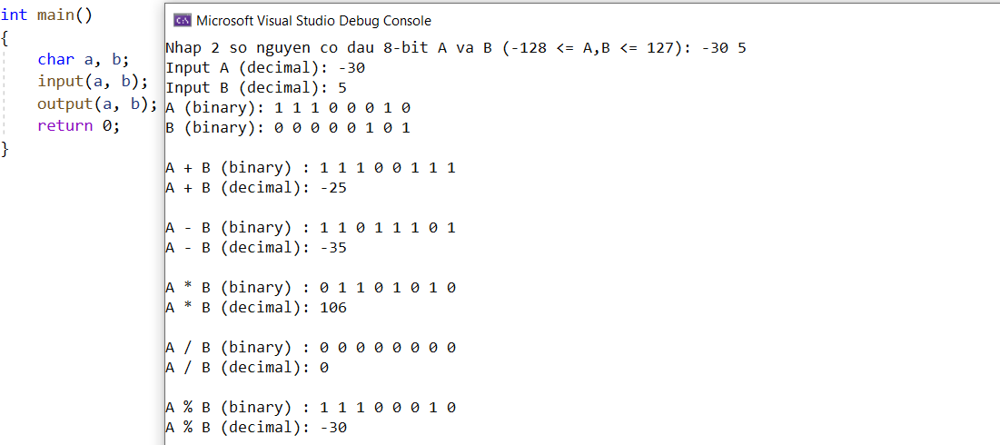 int main()
{
char a, b;
input(a, b);
output(a, b);
return 0;
}
C:\ Microsoft Visual Studio Debug Console
Nhap 2 so nguyen co dau 8-bit A va B (-128 <= A,B <= 127): -30 5
Input A (decimal): -30
Input B (decimal): 5
A (binary): 1 1 1 0 0 0 1 0
B (binary): 0 0 0 0 0 1 0 1
A + B (binary) : 1 1 1 0 0 1 1 1
A + B (decimal): -25
A - B (binary) : 1 1 0 1 1 1 0 1
A - B (decimal): -35
A * B (binary) : 0 1 1 0 1 0 1 0
A * B (decimal): 106
A / B (binary) : 0 0 0 0 0 0 0 0
A / B (decimal): 0
A % B (binary) : 1 1 1 0 0 0 1 0
A % B (decimal): -30